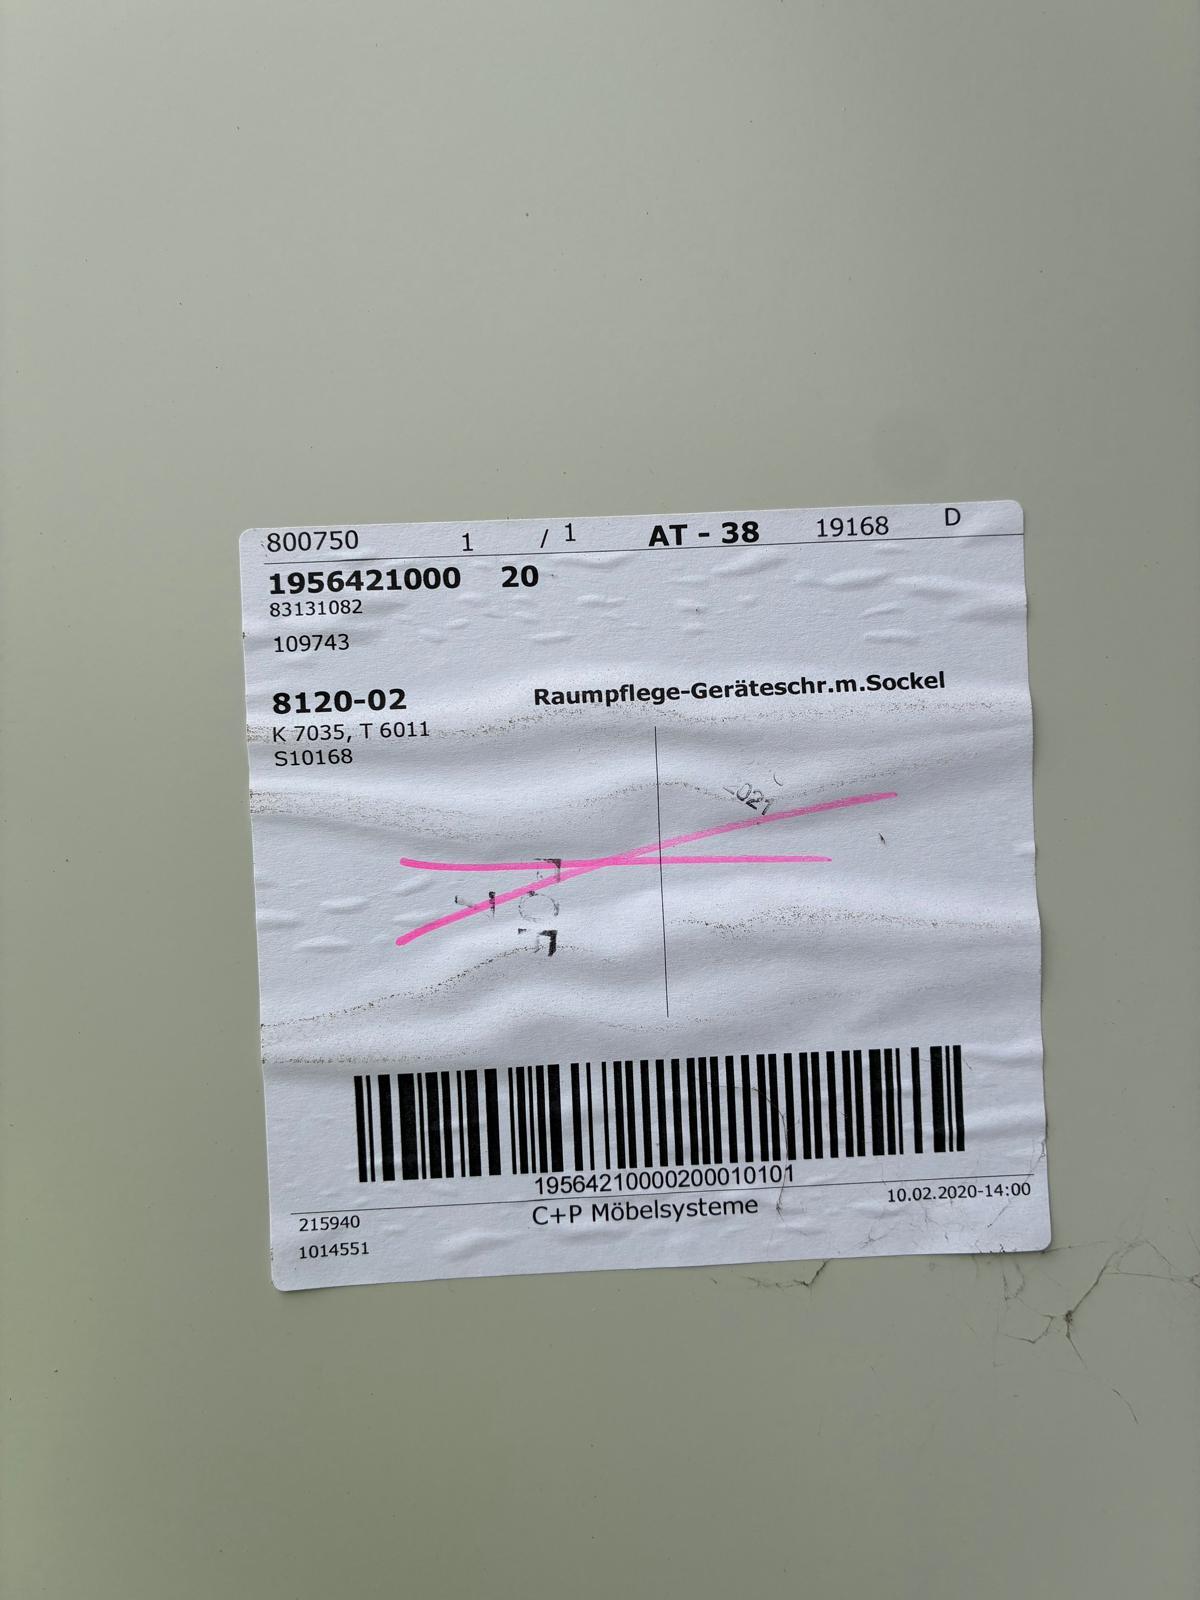 800750 1 / 1 AT - 38 19168 D
1956421000 20
83131082
109743
8120-02 Raumpflege-Geräteschr.m.Sockel
K 7035, T 6011
S10168
2021
19564210000200010101
215940 C+P Möbelsysteme 10.02.2020-14:00
1014551